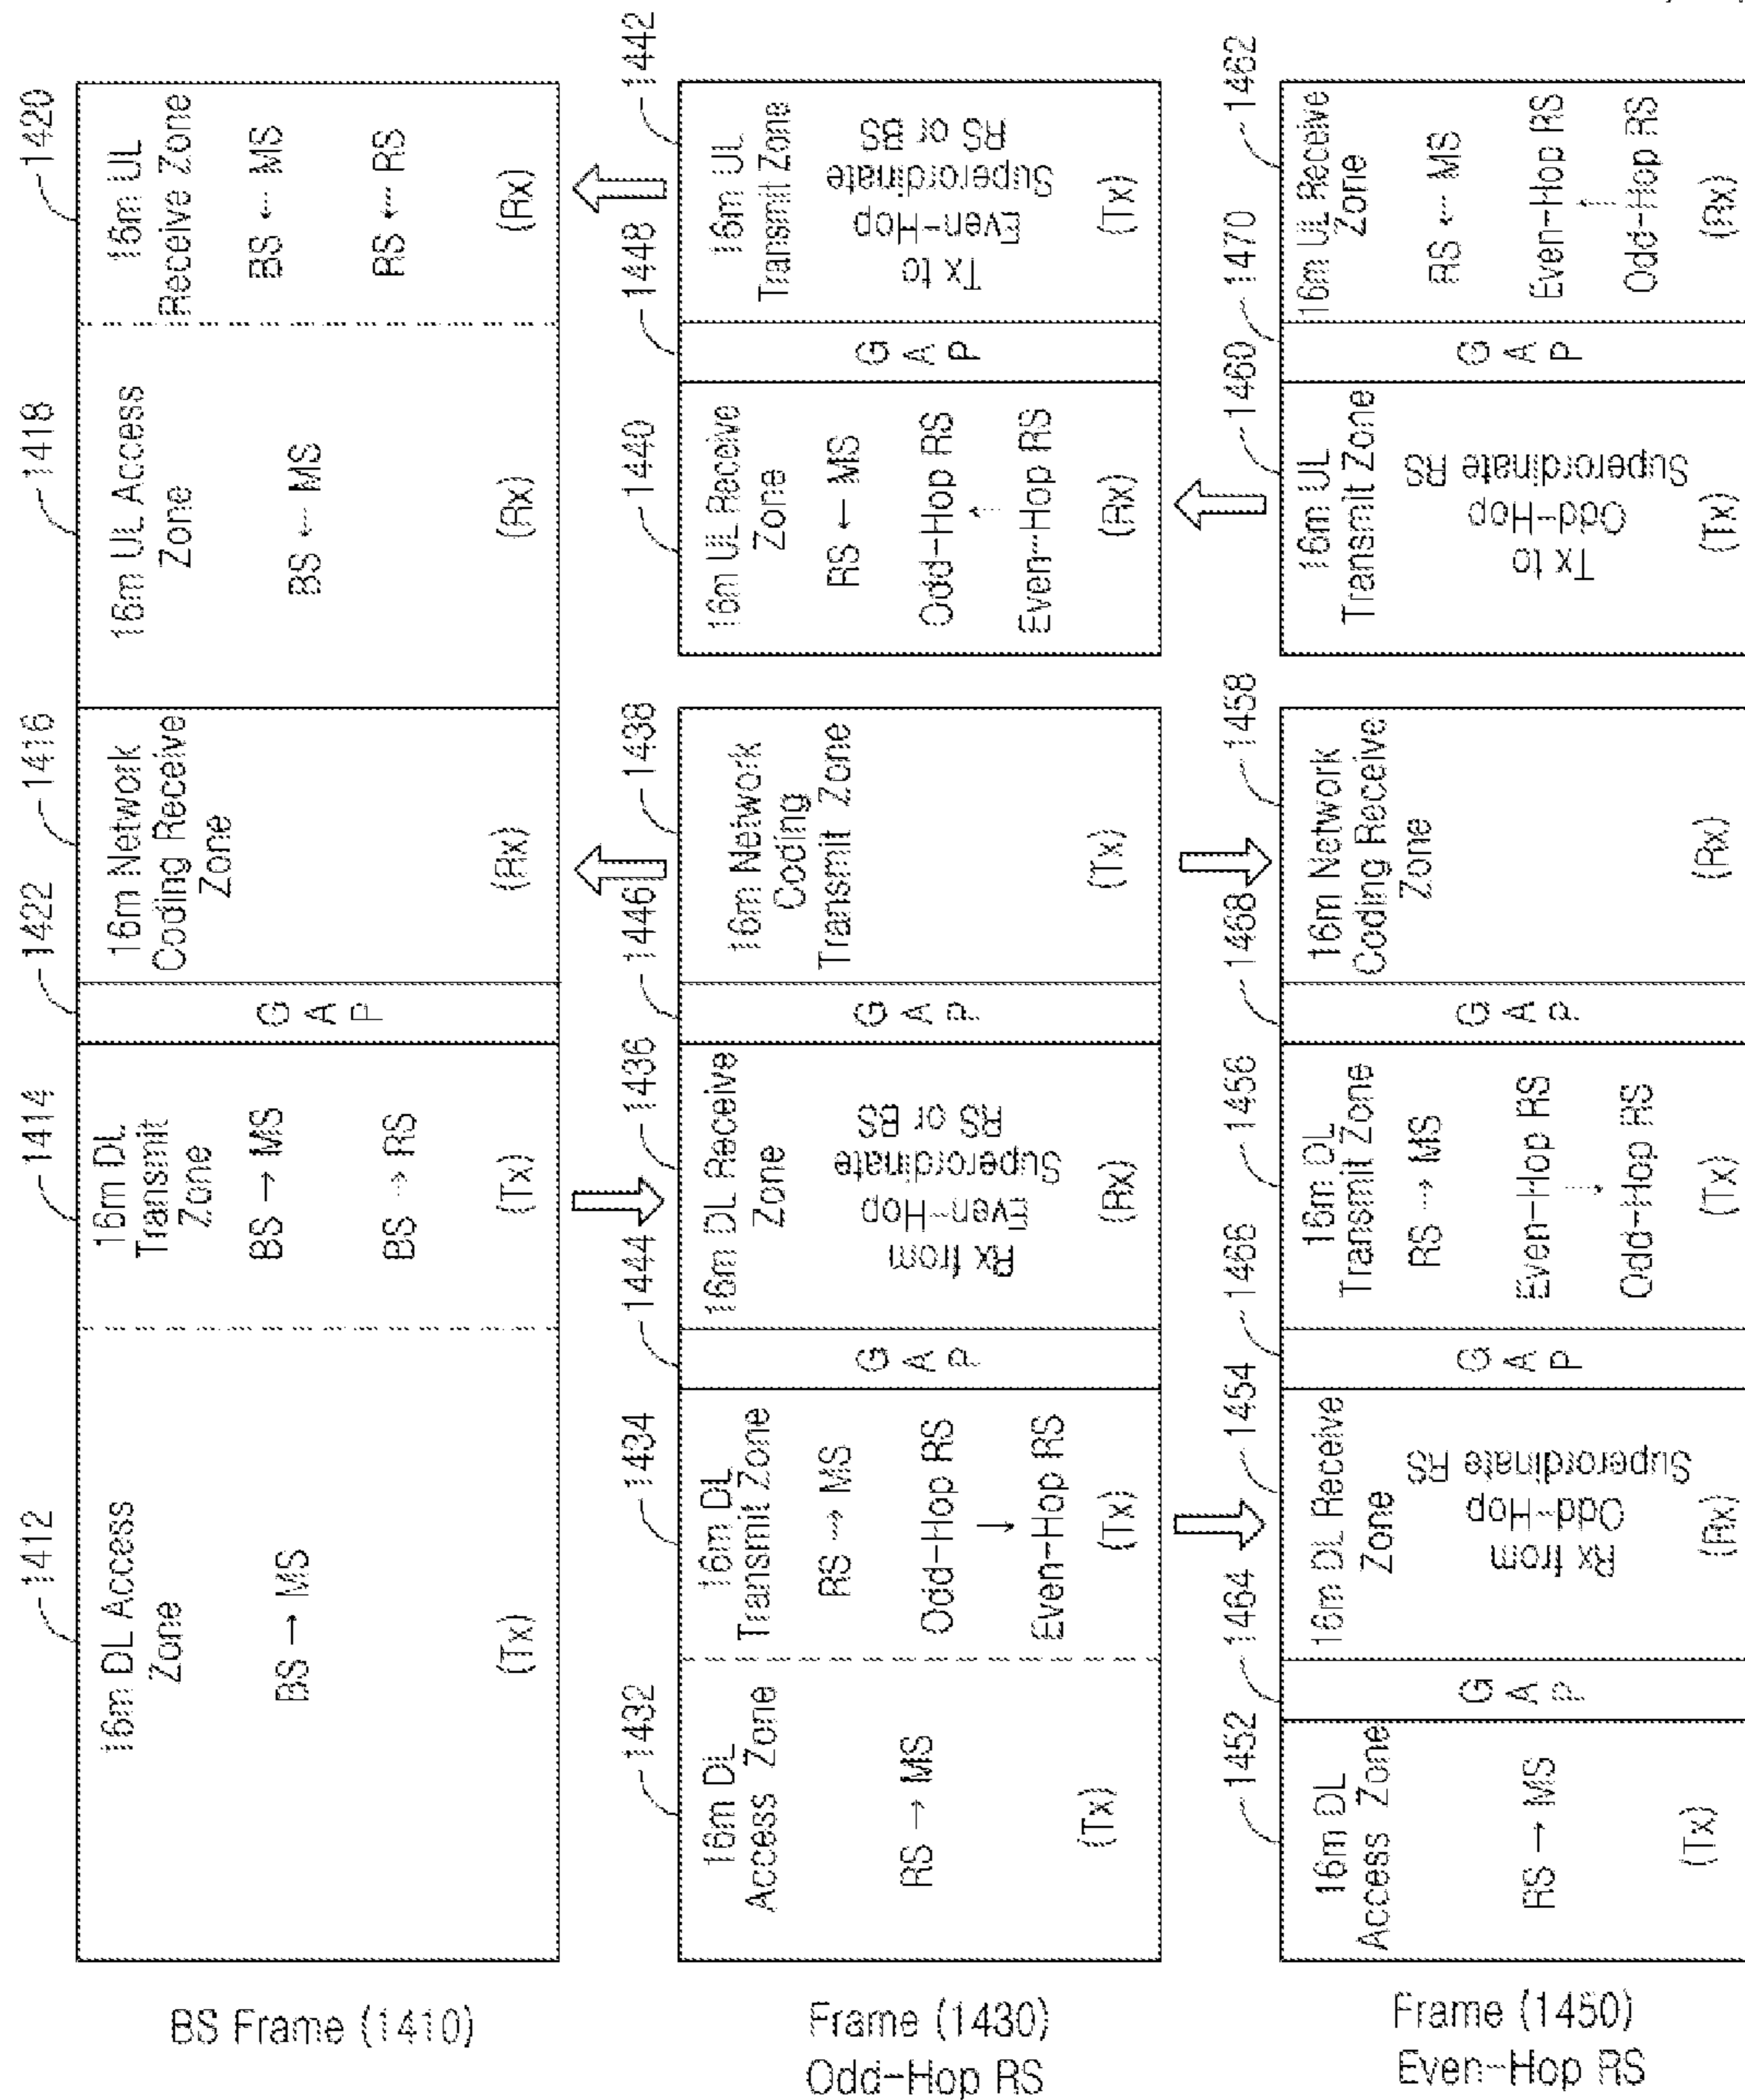 1412
1414
1422
1416
1418
1420
BS Frame (1410)
16m DL Access
Zone
BS → MS
(Tx)
16m DL
Transmit
Zone
BS → MS
BS → RS
(Tx)
GAP
16m Network
Coding Receive
Zone
(Rx)
16m UL Access
Zone
BS ← MS
(Rx)
16m UL
Receive Zone
BS ← MS
RS ← RS
(Rx)
1432
1434
1444
1436
1446
1438
1440
1448
1442
Frame (1430)
Odd-Hop RS
16m DL
Access Zone
RS → MS
(Tx)
16m DL
Transmit Zone
RS → MS
Odd-Hop RS
↓
Even-Hop RS
(Tx)
GAP
16m DL Receive
Zone
Rx from
Even-Hop
Superordinate
RS or BS
(Rx)
GAP
16m Network
Coding
Transmit Zone
(Tx)
16m UL Receive
Zone
RS ← MS
Odd-Hop RS
↑
Even-Hop RS
(Rx)
GAP
16m UL
Transmit Zone
Tx to
Even-Hop
Superordinate
RS or BS
(Tx)
1452
1464
1454
1466
1456
1468
1458
1460
1470
1462
Frame (1450)
Even-Hop RS
16m DL
Access Zone
RS → MS
(Tx)
GAP
16m DL Receive
Zone
Rx from
Odd-Hop
Superordinate RS
(Rx)
GAP
16m DL
Transmit Zone
RS → MS
Even-Hop RS
↓
Odd-Hop RS
(Tx)
GAP
16m Network
Coding Receive
Zone
(Rx)
16m UL
Transmit Zone
Tx to
Odd-Hop
Superordinate RS
(Tx)
GAP
16m UL Receive
Zone
RS ← MS
Even-Hop RS
↑
Odd-Hop RS
(Rx)